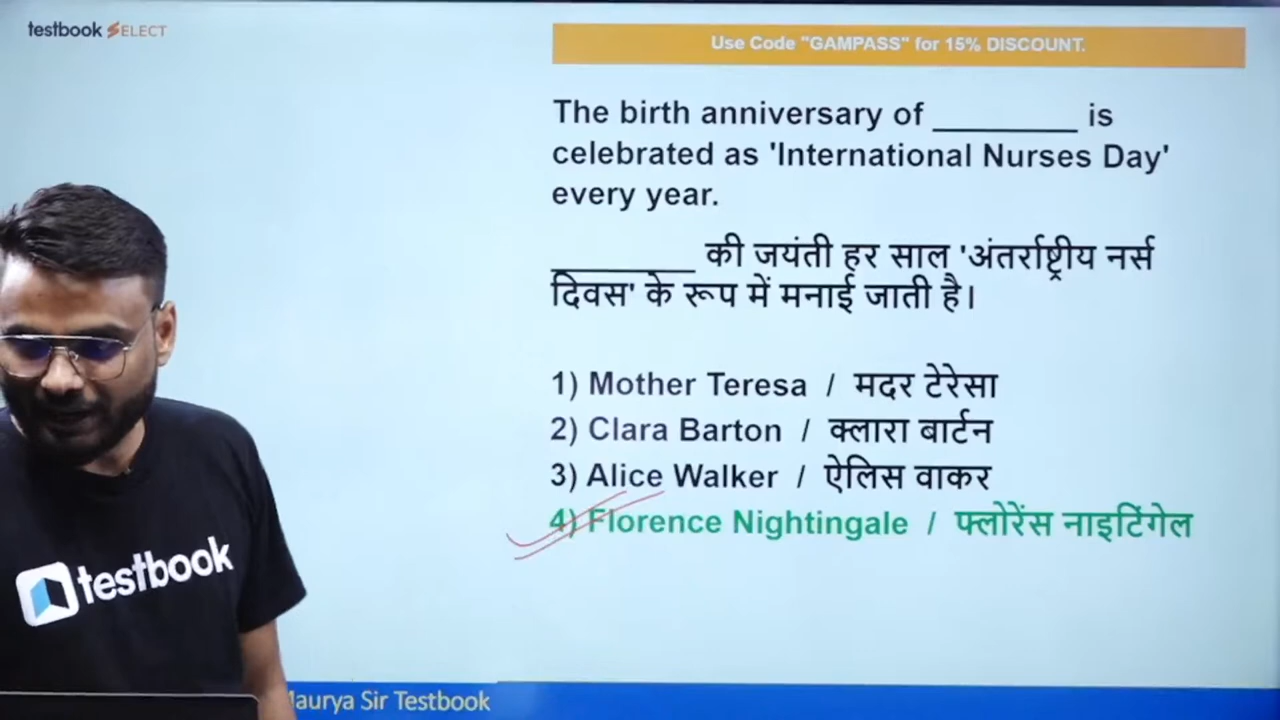 testbook SELECT
Use Code "GAMPASS" for 15% DISCOUNT.
The birth anniversary of ________ is
celebrated as 'International Nurses Day'
every year.
________ की जयंती हर साल 'अंतर्राष्ट्रीय नर्स
दिवस' के रूप में मनाई जाती है।
1) Mother Teresa / मदर टेरेसा
2) Clara Barton / क्लारा बार्टन
3) Alice Walker / ऐलिस वाकर
4) Florence Nightingale / फ्लोरेंस नाइटिंगेल
testbook
Maurya Sir Testbook